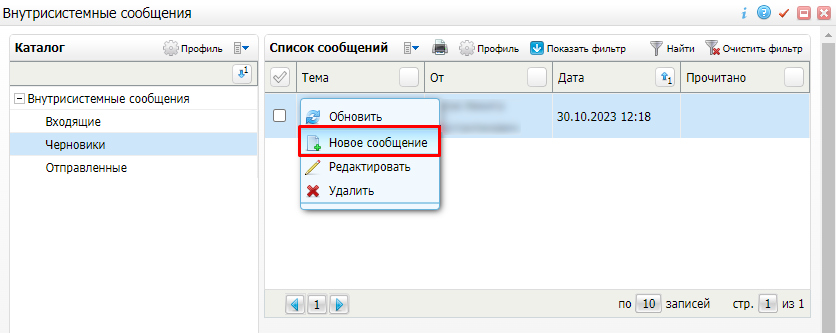 Внутрисистемные сообщения
Каталог
Профиль
Внутрисистемные сообщения
Входящие
Черновики
Отправленные
Список сообщений
Профиль
Показать фильтр
Найти
Очистить фильтр
Тема
От
Дата
1
Прочитано
30.10.2023 12:18
Обновить
Новое сообщение
Редактировать
Удалить
1
по 10 записей
стр. 1 из 1